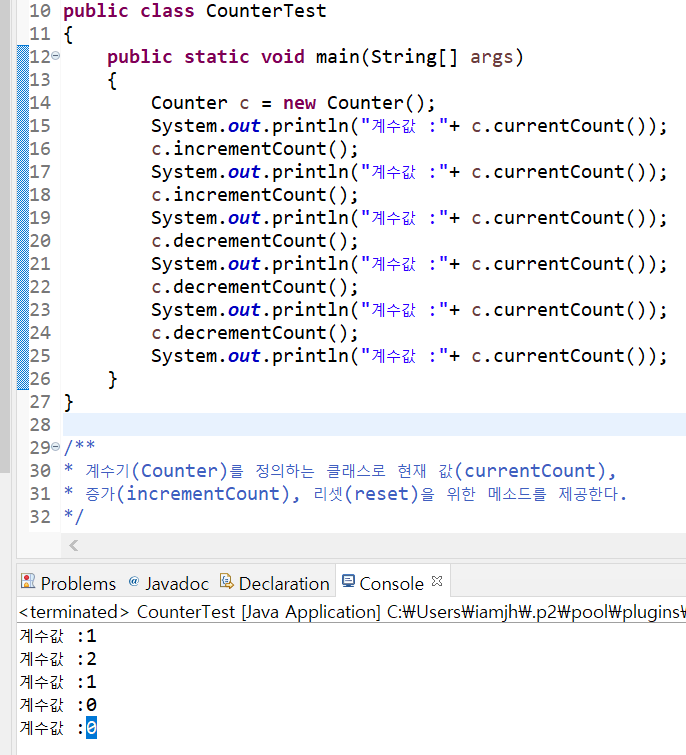 10 public class CounterTest
11 {
12 public static void main(String[] args)
13 {
14 Counter c = new Counter();
15 System.out.println("계수값 :"+ c.currentCount());
16 c.incrementCount();
17 System.out.println("계수값 :"+ c.currentCount());
18 c.incrementCount();
19 System.out.println("계수값 :"+ c.currentCount());
20 c.decrementCount();
21 System.out.println("계수값 :"+ c.currentCount());
22 c.decrementCount();
23 System.out.println("계수값 :"+ c.currentCount());
24 c.decrementCount();
25 System.out.println("계수값 :"+ c.currentCount());
26 }
27 }
28
29 /**
30 * 계수기(Counter)를 정의하는 클래스로 현재 값(currentCount),
31 * 증가(incrementCount), 리셋(reset)을 위한 메소드를 제공한다.
32 */
Problems @ Javadoc Declaration Console
<terminated> CounterTest [Java Application] C:₩Users₩iamjh₩.p2₩pool₩plugins₩
계수값 :1
계수값 :2
계수값 :1
계수값 :0
계수값 :0